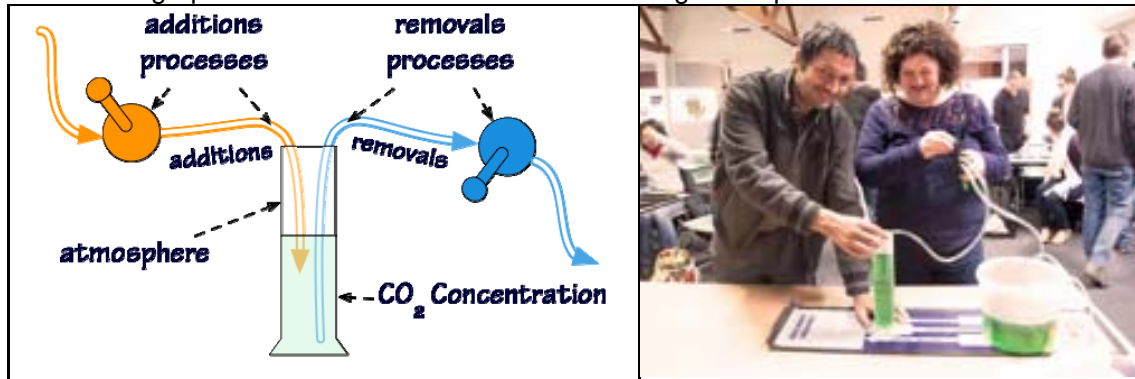 additions
processes
removals
processes
additions
removals
atmosphere
CO2 Concentration